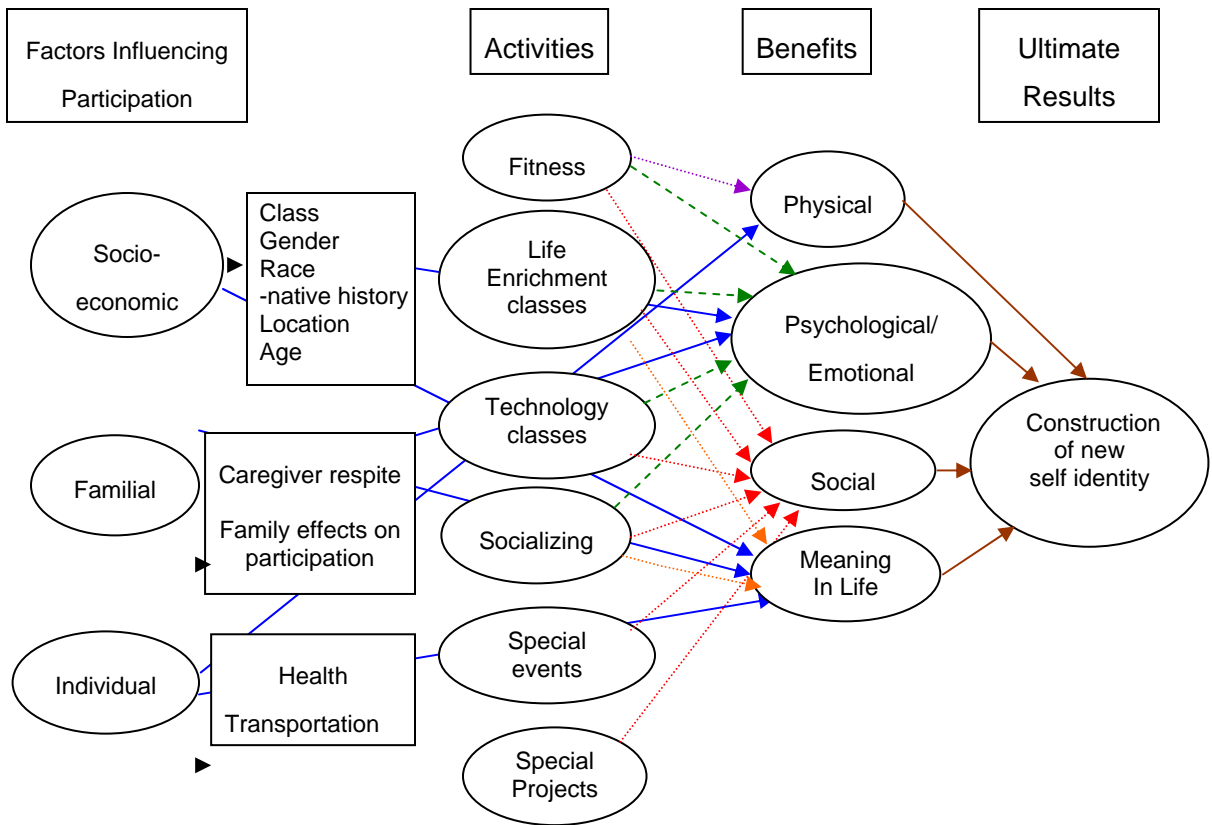 Factors Influencing
Participation
Activities
Benefits
Ultimate
Results
Socio-
economic
Class
Gender
Race
-native history
Location
Age
Familial
Caregiver respite
Family effects on
participation
Individual
Health
Transportation
Fitness
Life
Enrichment
classes
Technology
classes
Socializing
Special
events
Special
Projects
Physical
Psychological/
Emotional
Social
Meaning
In Life
Construction
of new
self identity